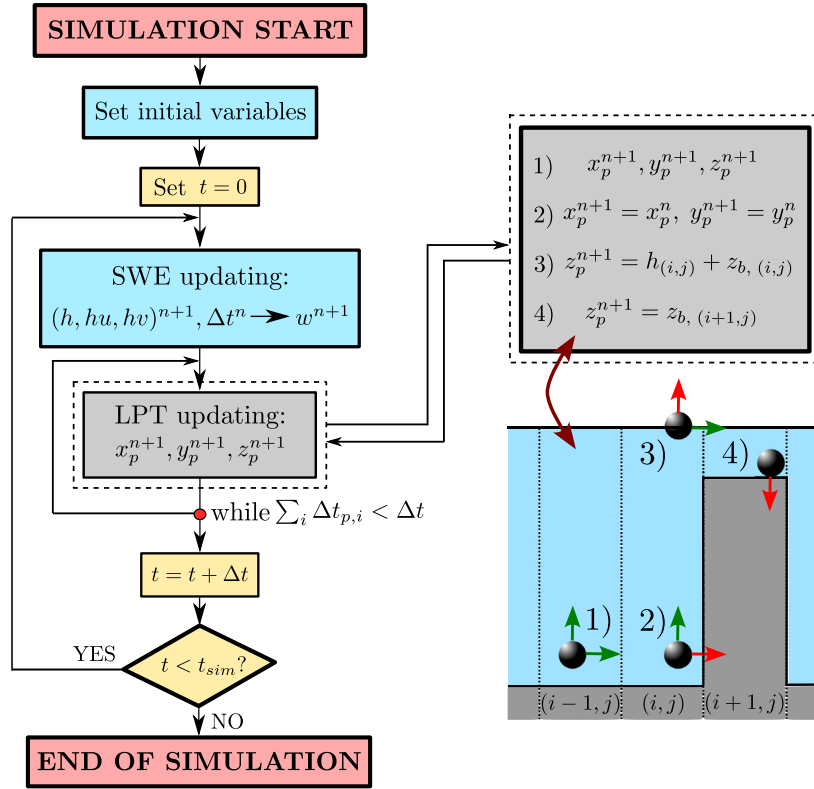 SIMULATION START
Set initial variables
Set t = 0
SWE updating:
(h, hu, hv)^{n+1}, Δt^n → w^{n+1}
LPT updating:
x_p^{n+1}, y_p^{n+1}, z_p^{n+1}
while ∑_i Δt_{p,i} < Δt
t = t + Δt
YES
t < t_{sim}?
NO
END OF SIMULATION
1) x_p^{n+1}, y_p^{n+1}, z_p^{n+1}
2) x_p^{n+1} = x_p^n, y_p^{n+1} = y_p^n
3) z_p^{n+1} = h_{(i,j)} + z_{b, (i,j)}
4) z_p^{n+1} = z_{b, (i+1,j)}
3)
4)
1)
2)
(i − 1, j)
(i, j)
(i + 1, j)